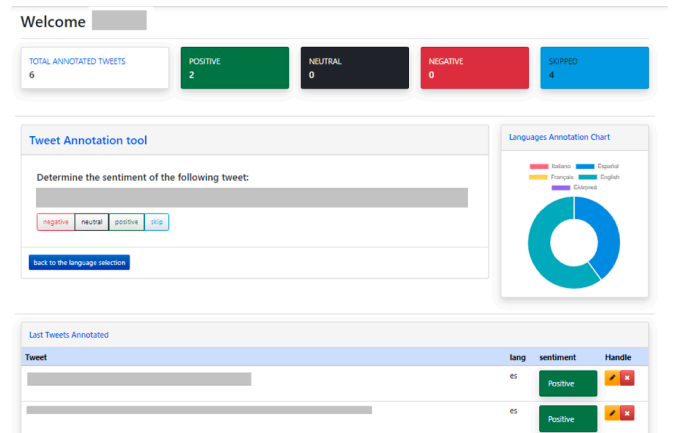 Welcome
TOTAL ANNOTATED TWEETS
6
POSITIVE
2
NEUTRAL
0
NEGATIVE
0
SKIPPED
4
Tweet Annotation tool
Determine the sentiment of the following tweet:
negative neutral positive skip
back to the language selection
Languages Annotation Chart
Italiano Español
Français English
Ελληνικά
Last Tweets Annotated
Tweet lang sentiment Handle
es Positive
es Positive